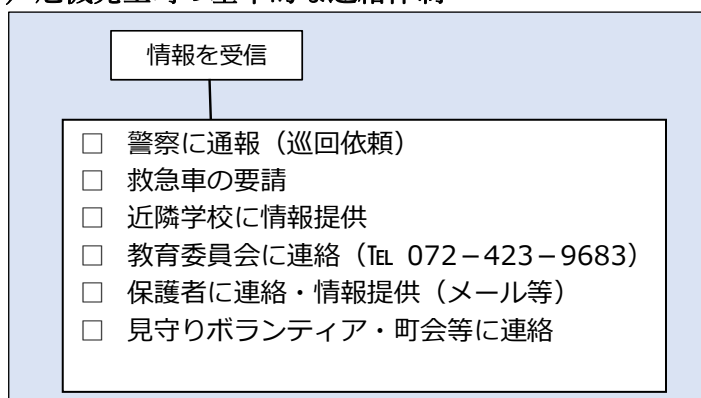 情報を受信
□ 警察に通報（巡回依頼）
□ 救急車の要請
□ 近隣学校に情報提供
□ 教育委員会に連絡（℡ 072－423－9683）
□ 保護者に連絡・情報提供（メール等）
□ 見守りボランティア・町会等に連絡